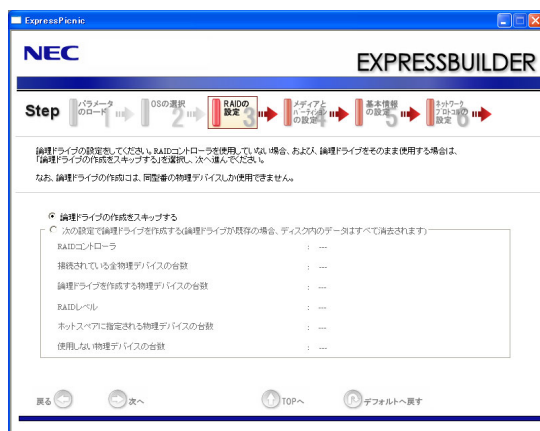 ExpressPicnic
NEC
EXPRESSBUILDER
Step
パラメータ
のロード
1
OSの選択
2
RAIDの
設定
3
メディアと
パーティション
の設定
4
基本情報
の設定
5
ネットワーク
プロトコルの
設定
6
論理ドライブの設定をしてください。RAIDコントローラを使用していない場合、および、論理ドライブをそのまま使用する場合は、
「論理ドライブの作成をスキップする」を選択し、次へ進んでください。
なお、論理ドライブの作成には、同型番の物理デバイスしか使用できません。
論理ドライブの作成をスキップする
次の設定で論理ドライブを作成する(論理ドライブが既存の場合、ディスク内のデータはすべて消去されます)
RAIDコントローラ : ---
接続されている全物理デバイスの台数 : ---
論理ドライブを作成する物理デバイスの台数 : ---
RAIDレベル : ---
ホットスペアに指定される物理デバイスの台数 : ---
使用しない物理デバイスの台数 : ---
戻る 次へ TOPへ デフォルトへ戻す